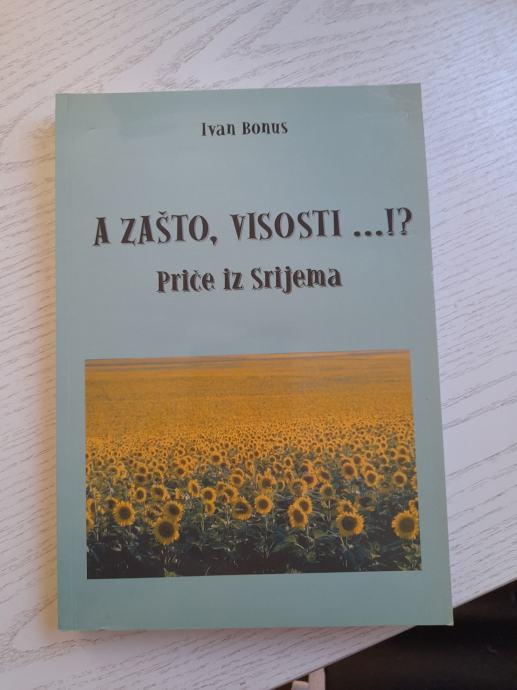 Ivan Bonus
A ZAŠTO, VISOSTI ...!?
Priče iz Srijema